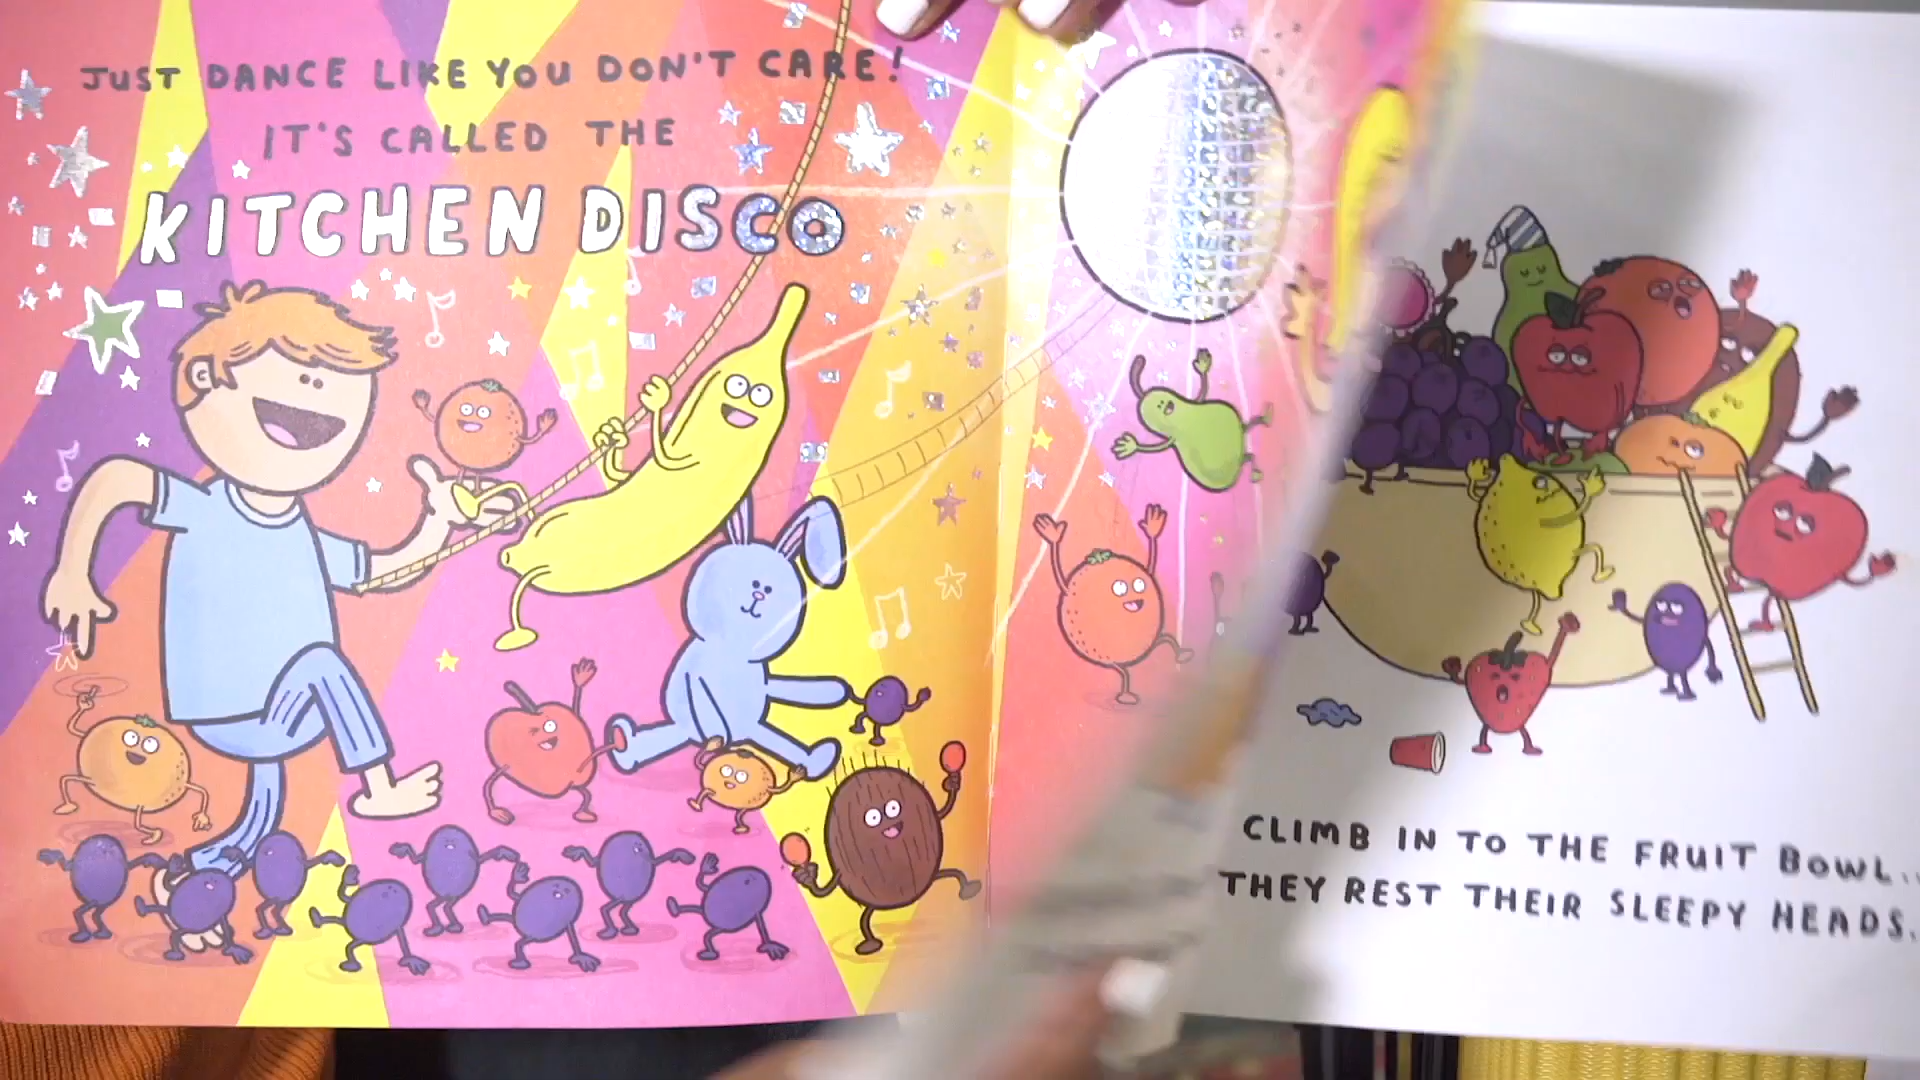 JUST DANCE LIKE YOU DON'T CARE!
IT'S CALLED THE
KITCHEN DISCO
CLIMB IN TO THE FRUIT BOWL...
THEY REST THEIR SLEEPY HEADS.